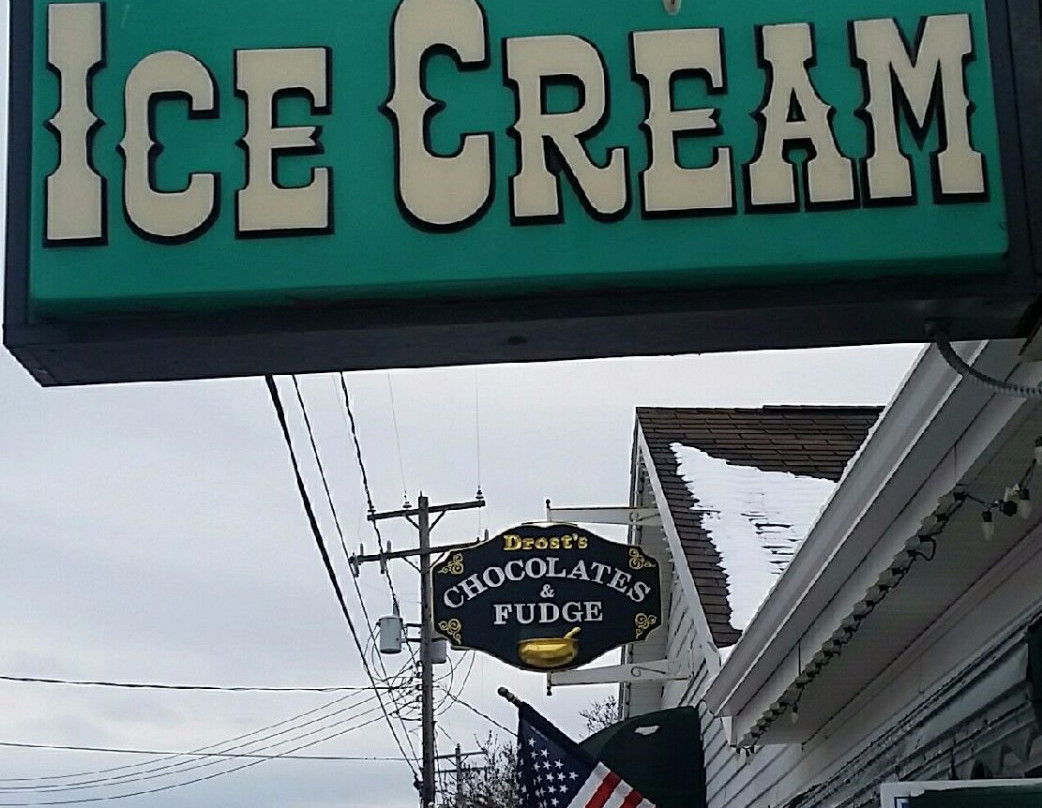 ICE CREAM
Drost's
CHOCOLATES
&
FUDGE